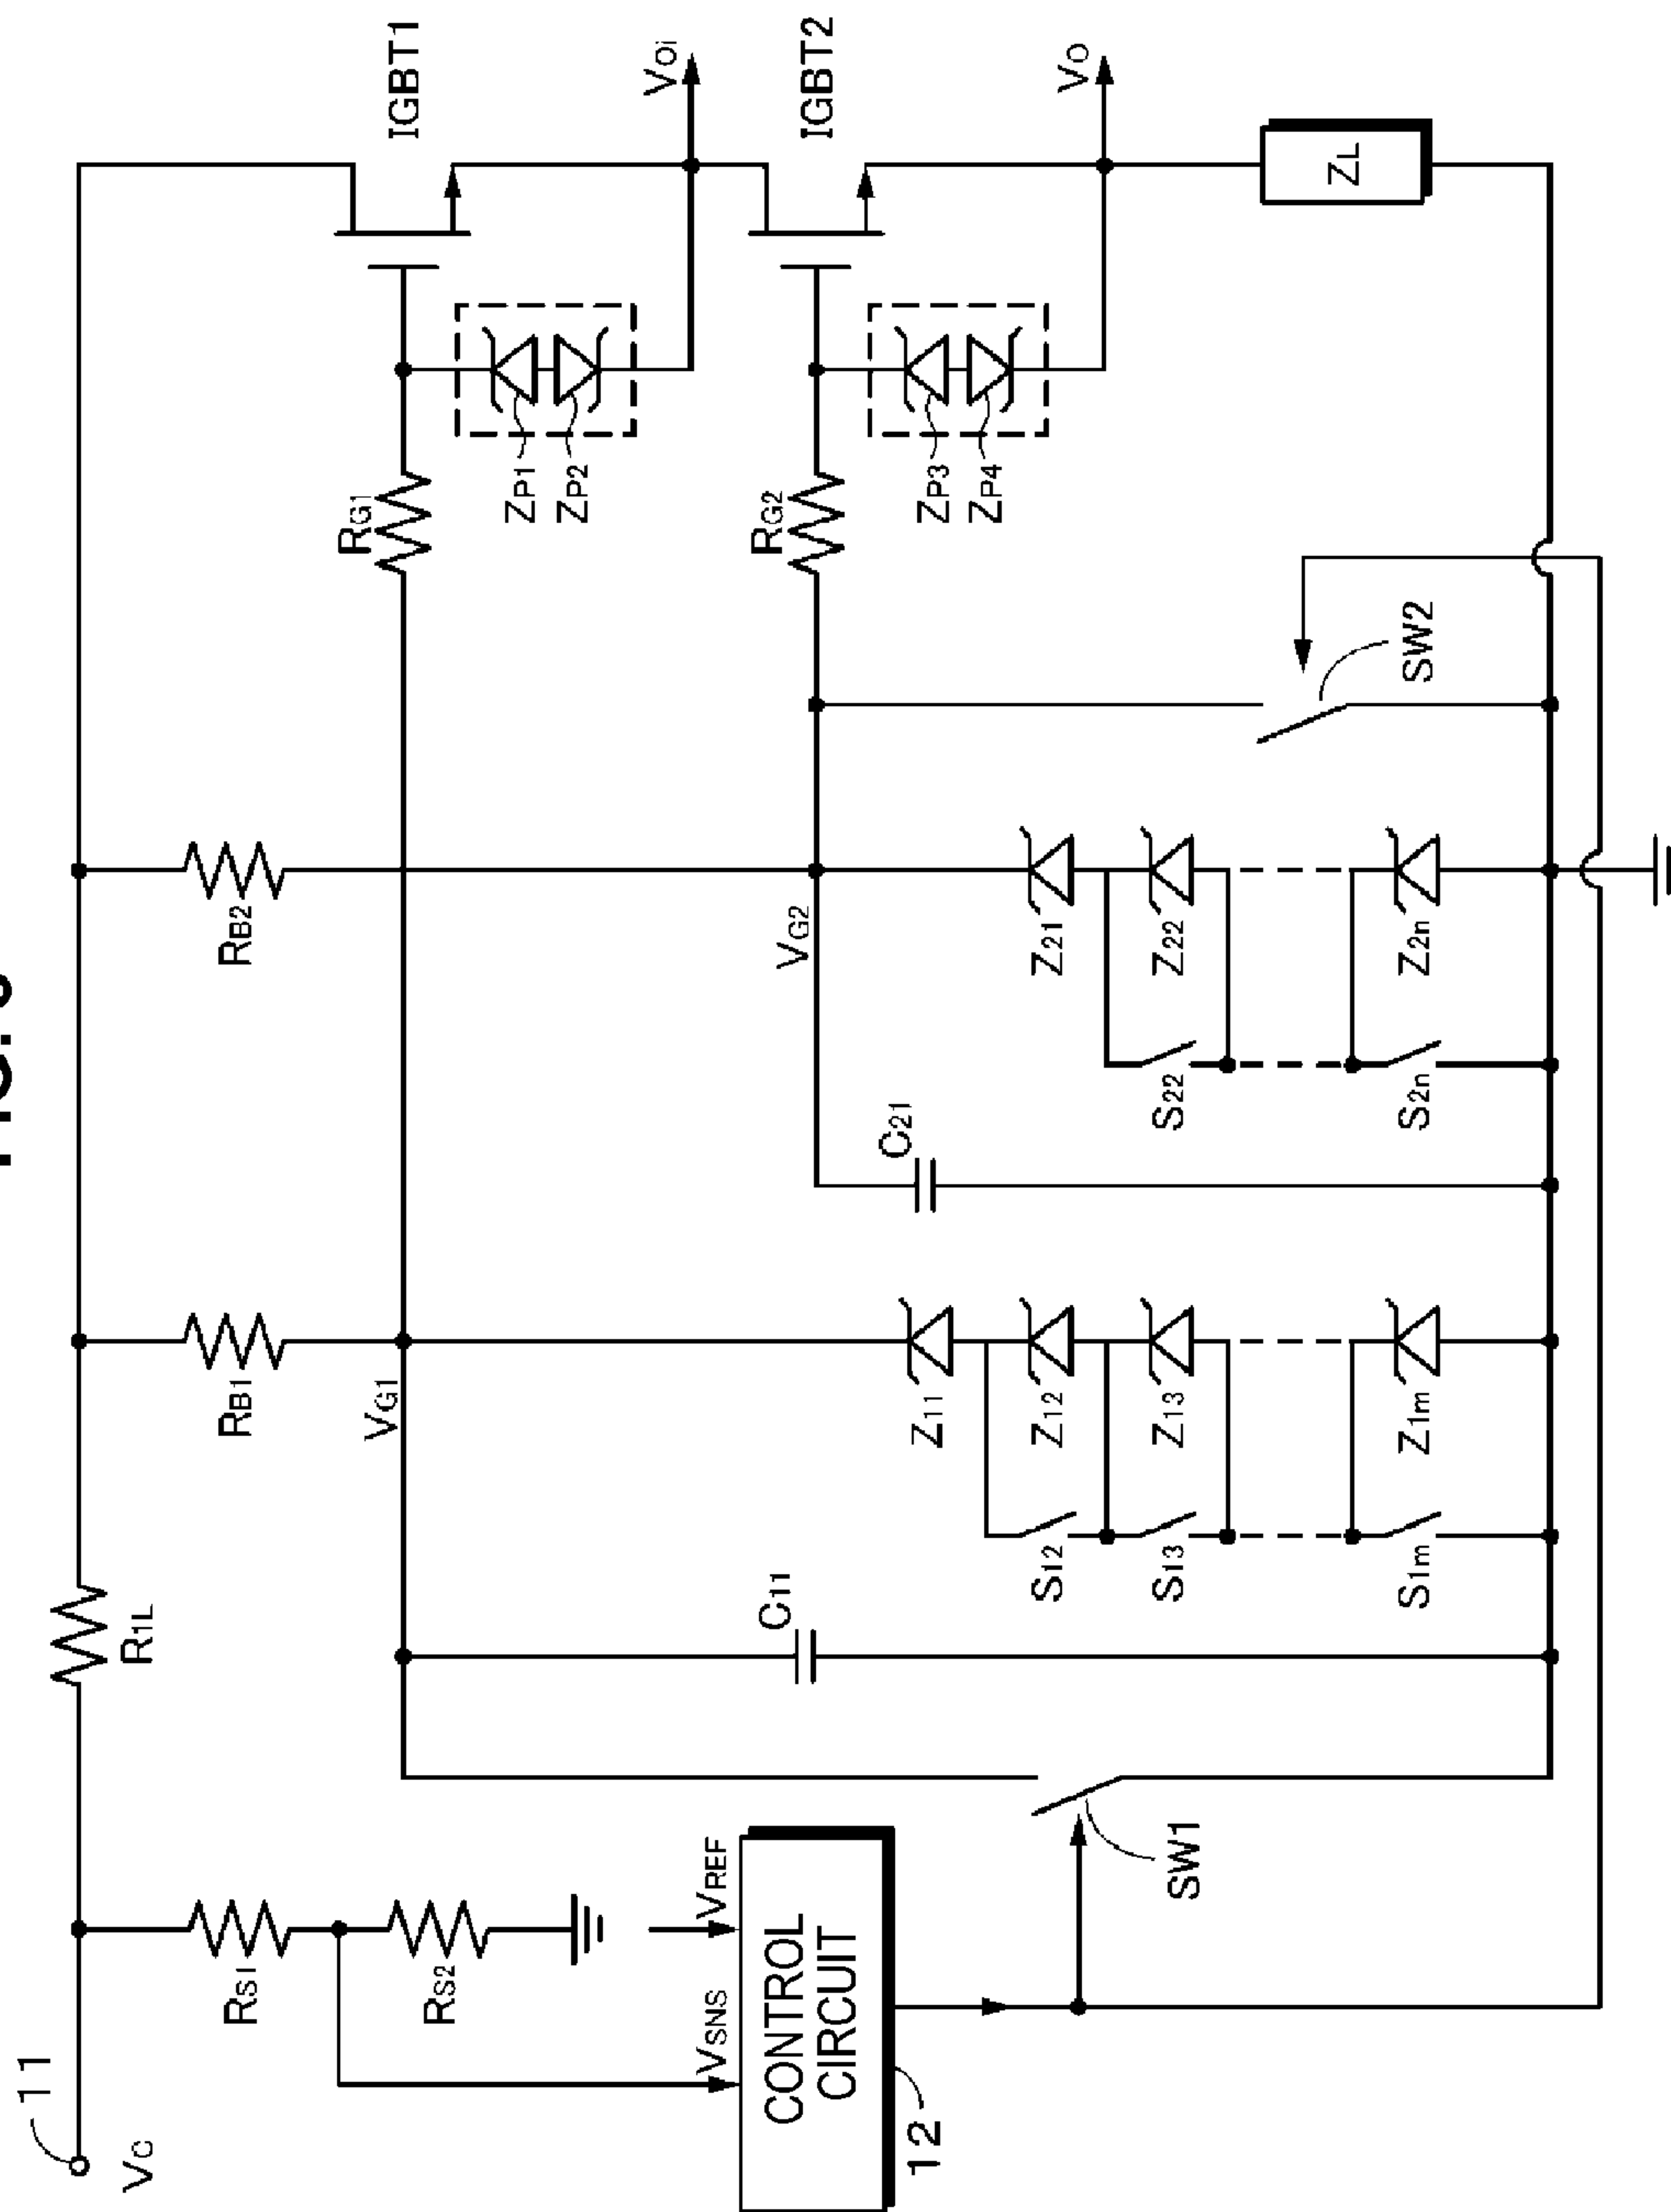 11
VC
R1L
RS1
RS2
VSNS
VREF
CONTROL
CIRCUIT
12
SW1
RB1
VG1
C11
Z11
Z12
Z13
Z1m
S12
S13
S1m
RB2
VG2
C21
Z21
Z22
Z2n
S22
S2n
SW2
RG1
ZP1
ZP2
IGBT1
VOi
RG2
ZP3
ZP4
IGBT2
VO
ZL